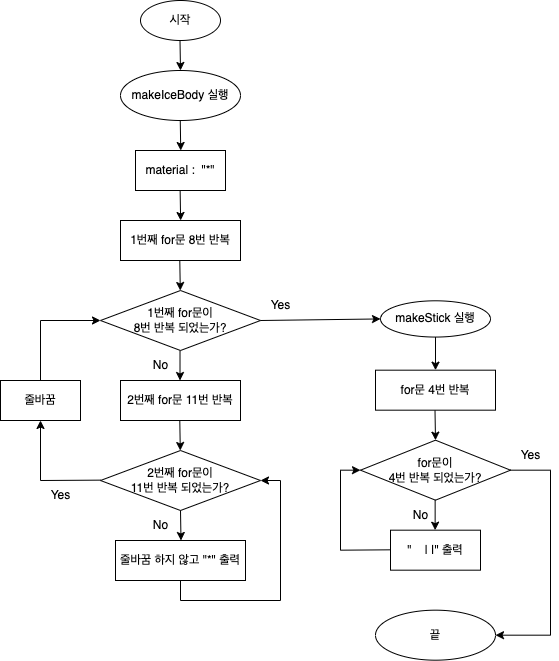 시작
makeIceBody 실행
material :  "*"
1번째 for문 8번 반복
1번째 for문이
8번 반복 되었는가?
Yes
makeStick 실행
No
줄바꿈
2번째 for문 11번 반복
for문 4번 반복
2번째 for문이
11번 반복 되었는가?
Yes
for문이
4번 반복 되었는가?
Yes
No
No
줄바꿈 하지 않고 "*" 출력
"    ㅣㅣ" 출력
끝